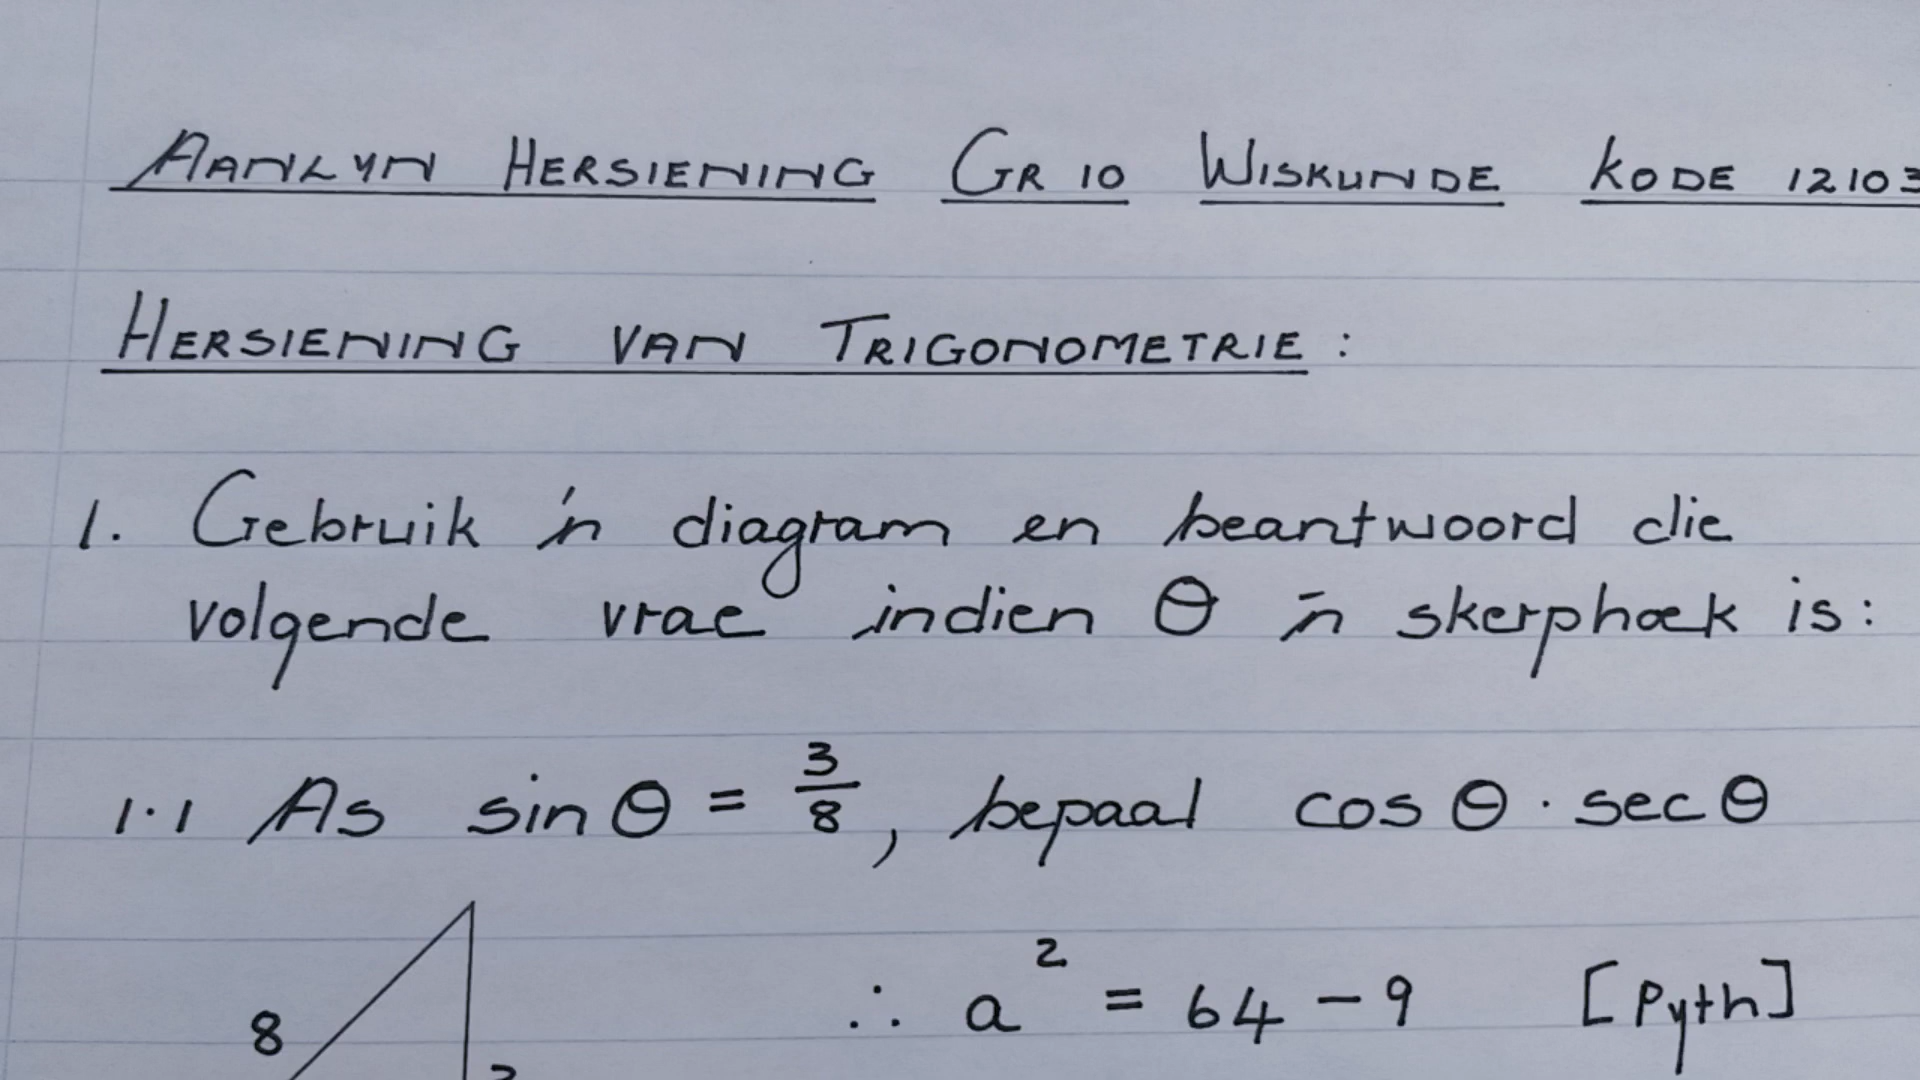 AANLYN HERSIENING GR 10 WISKUNDE KODE 12103
HERSIENING VAN TRIGONOMETRIE:
1. Gebruik 'n diagram en beantwoord die
volgende vrae indien θ 'n skerphoek is:
1.1 As sin θ = 3/8, bepaal cos θ · sec θ
∴ a² = 64 - 9 [Pyth]
8